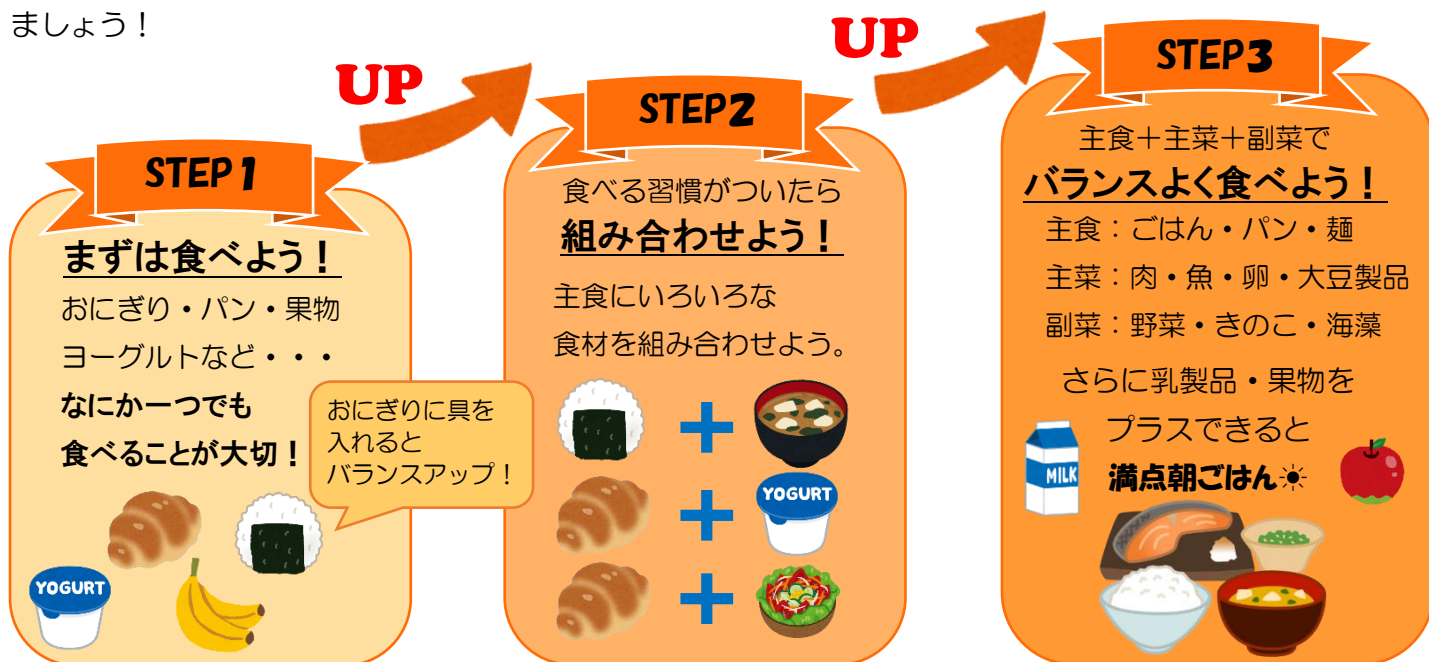 ましょう！
UP
UP
STEP1
まずは食べよう！
おにぎり・パン・果物
ヨーグルトなど・・・
なにか一つでも
食べることが大切！
おにぎりに具を
入れると
バランスアップ！
YOGURT
STEP2
食べる習慣がついたら
組み合わせよう！
主食にいろいろな
食材を組み合わせよう。
+
+
YOGURT
+
STEP3
主食＋主菜＋副菜で
バランスよく食べよう！
主食：ごはん・パン・麺
主菜：肉・魚・卵・大豆製品
副菜：野菜・きのこ・海藻
さらに乳製品・果物を
プラスできると
満点朝ごはん☀
MILK